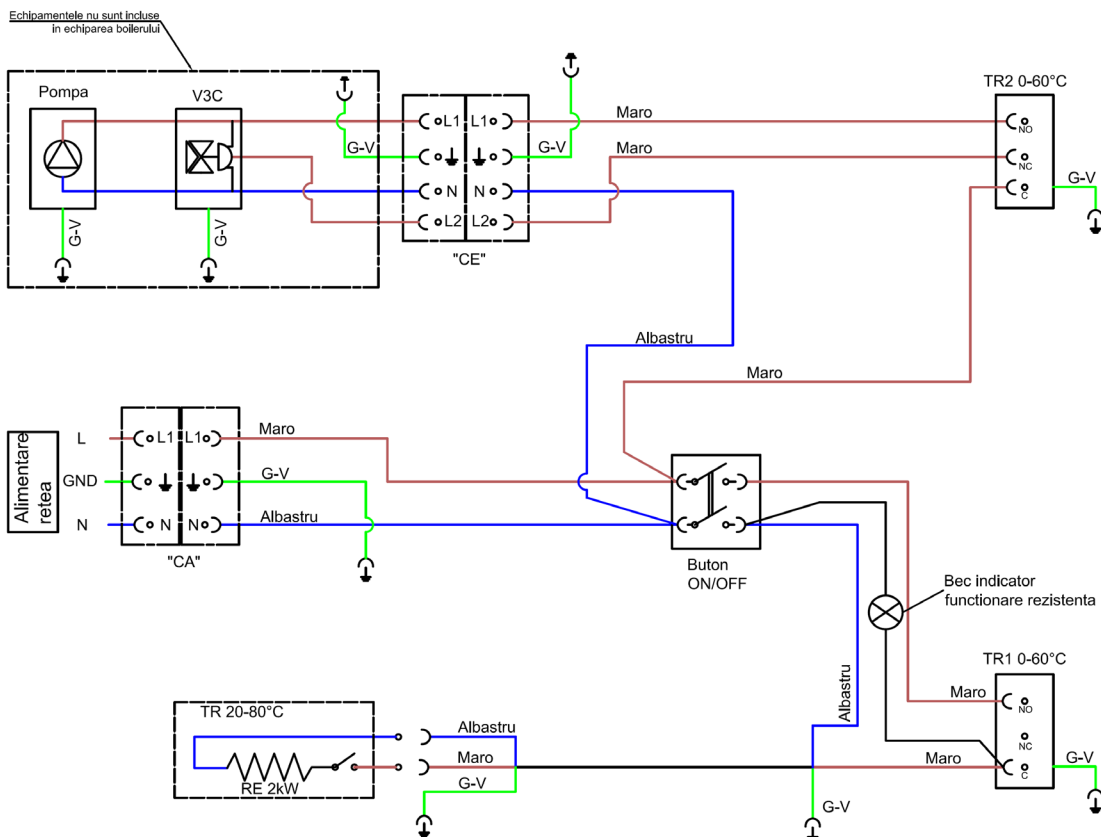 Echipamentele nu sunt incluse
in echiparea boilerului
Pompa
V3C
G-V
G-V
G-V
L1
N
L2
L1
N
L2
"CE"
G-V
Maro
Maro
TR2 0-60°C
NO
NC
C
G-V
Albastru
Maro
Alimentare
retea
L
GND
N
L1
N
L1
N
"CA"
Maro
G-V
Albastru
Buton
ON/OFF
Bec indicator
functionare rezistenta
TR 20-80°C
RE 2kW
Albastru
Maro
G-V
Albastru
G-V
Maro
Maro
TR1 0-60°C
NO
NC
C
G-V